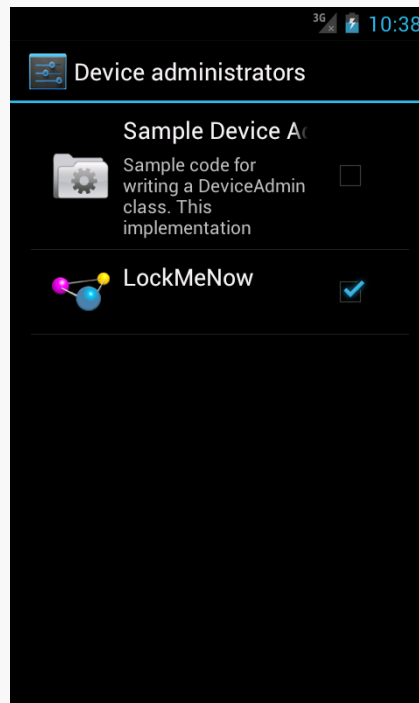 3G 10:38
Device administrators
Sample Device A
Sample code for
writing a DeviceAdmin
class. This
implementation
LockMeNow